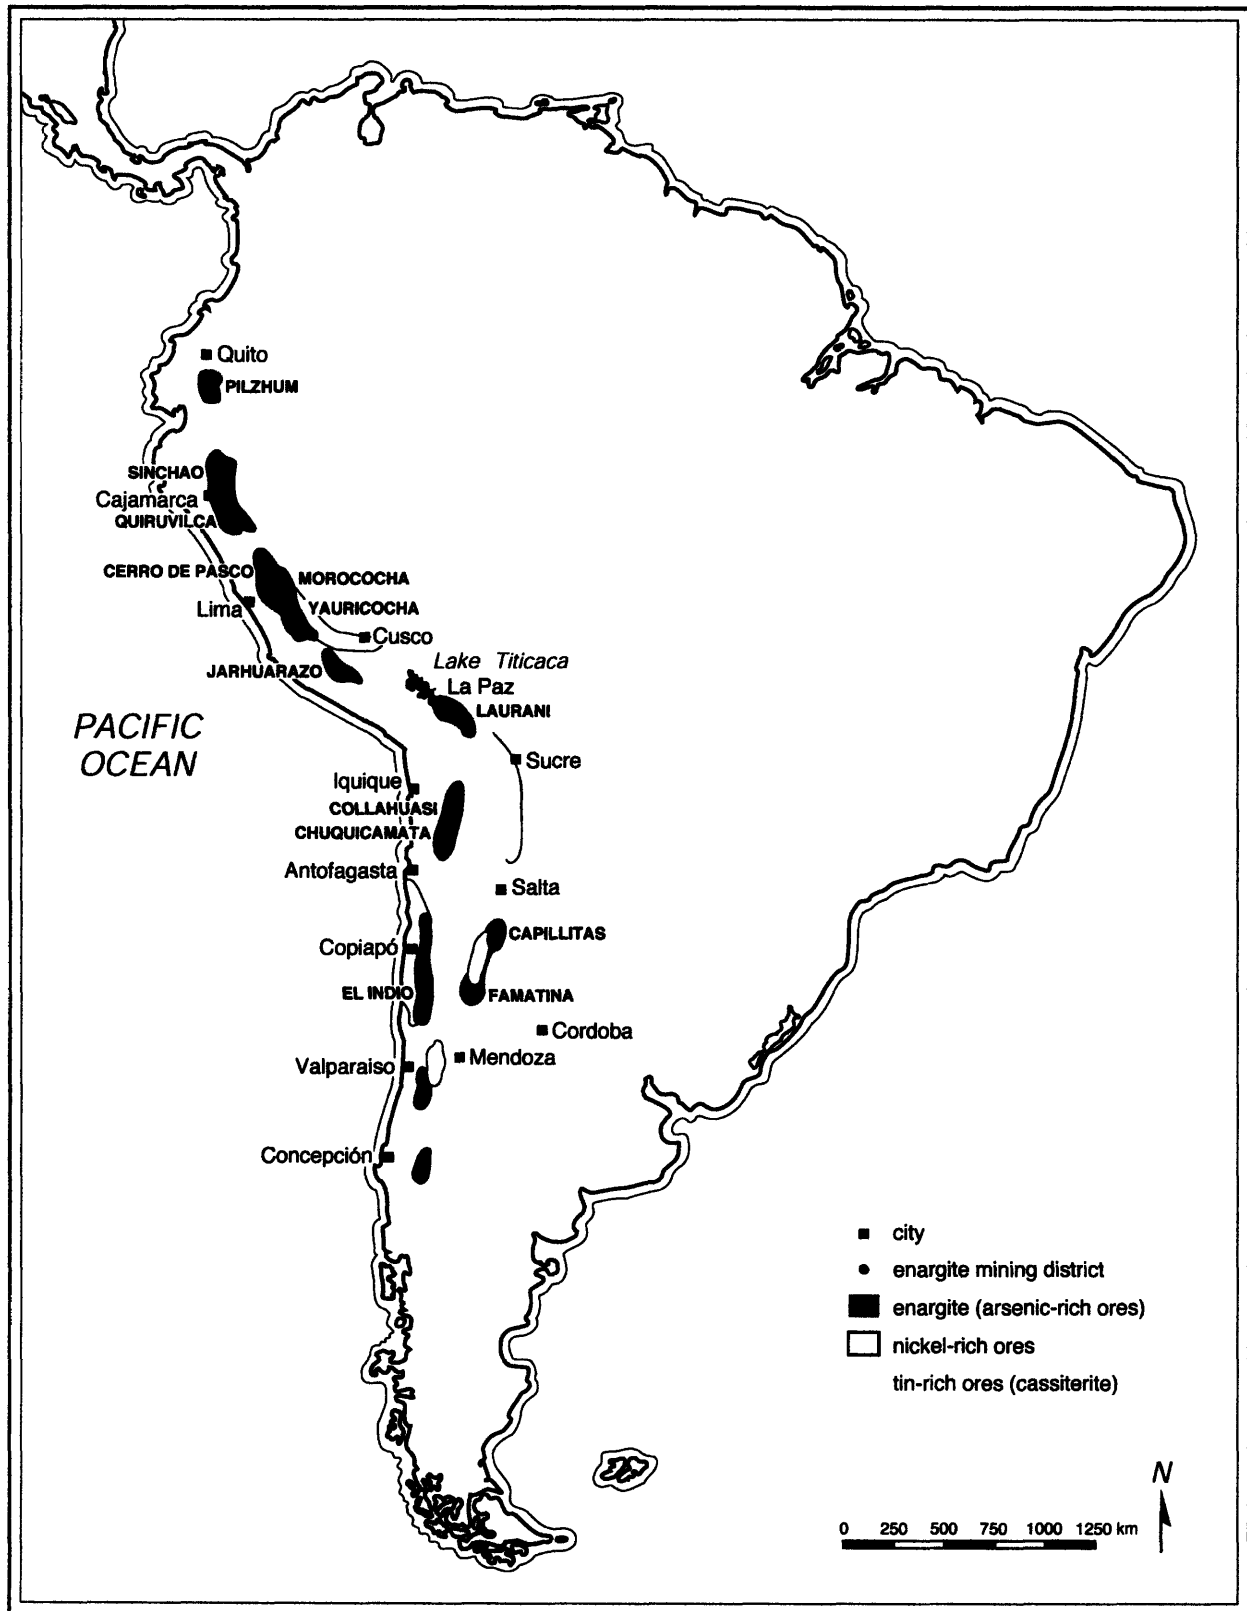 Quito
PILZHUM
SINCHAO
Cajamarca
QUIRUVILCA
CERRO DE PASCO
MOROCOCHA
Lima
YAURICOCHA
Cusco
JARHUARAZO
Lake Titicaca
La Paz
LAURANI
PACIFIC
OCEAN
Sucre
Iquique
COLLAHUASI
CHUQUICAMATA
Antofagasta
Salta
Copiapó
CAPILLITAS
EL INDIO
FAMATINA
Cordoba
Valparaiso
Mendoza
Concepción
city
enargite mining district
enargite (arsenic-rich ores)
nickel-rich ores
tin-rich ores (cassiterite)
N
0 250 500 750 1000 1250 km